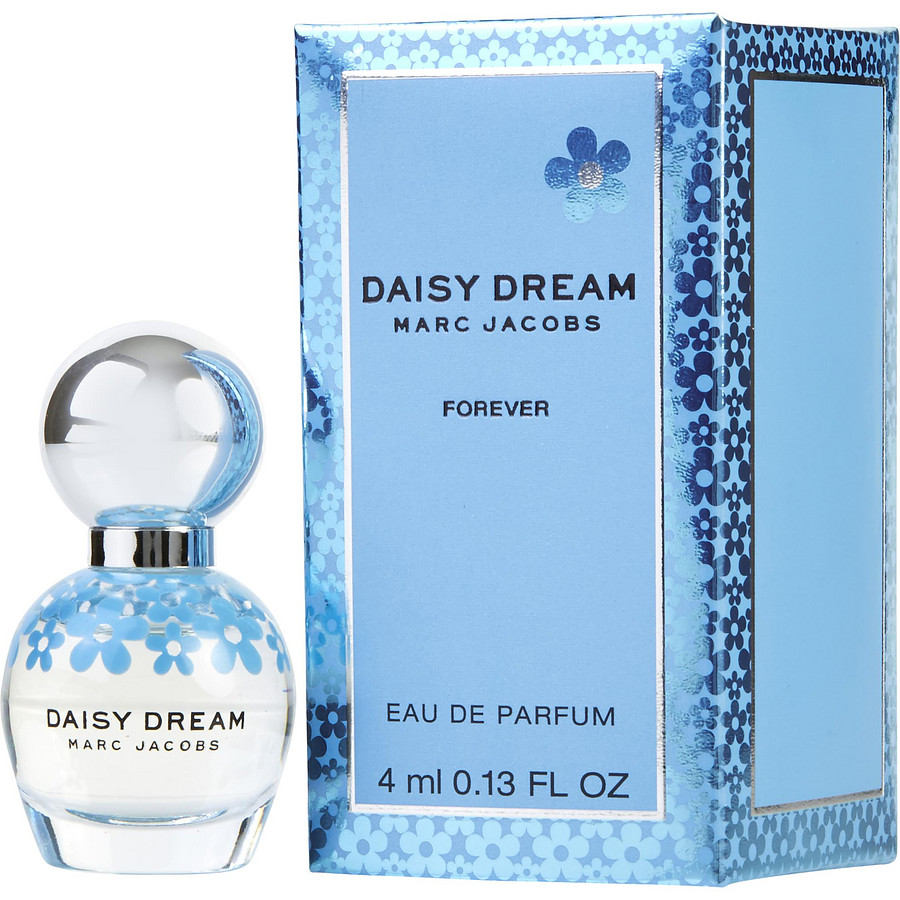 DAISY DREAM
MARC JACOBS
FOREVER
EAU DE PARFUM
4 ml 0.13 FL OZ
DAISY DREAM
MARC JACOBS